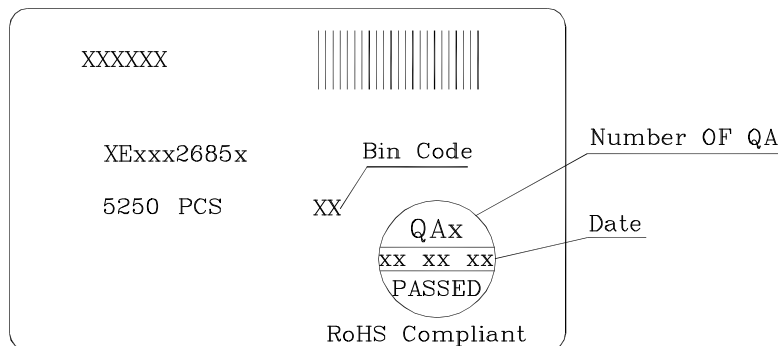 XXXXXX
XExxx2685x
Bin Code
Number OF QA
5250 PCS
XX
QAx
Date
xx xx xx
PASSED
RoHS Compliant